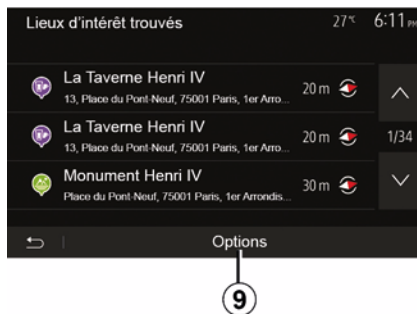 Lieux d'intérêt trouvés 27°C 6:11 PM
La Taverne Henri IV
13, Place du Pont-Neuf, 75001 Paris, 1er Arro... 20 m
1/34
La Taverne Henri IV
13, Place du Pont-Neuf, 75001 Paris, 1er Arro... 20 m
Monument Henri IV
Place du Pont-Neuf, 75001 Paris, 1er Arrondis... 30 m
Options
9